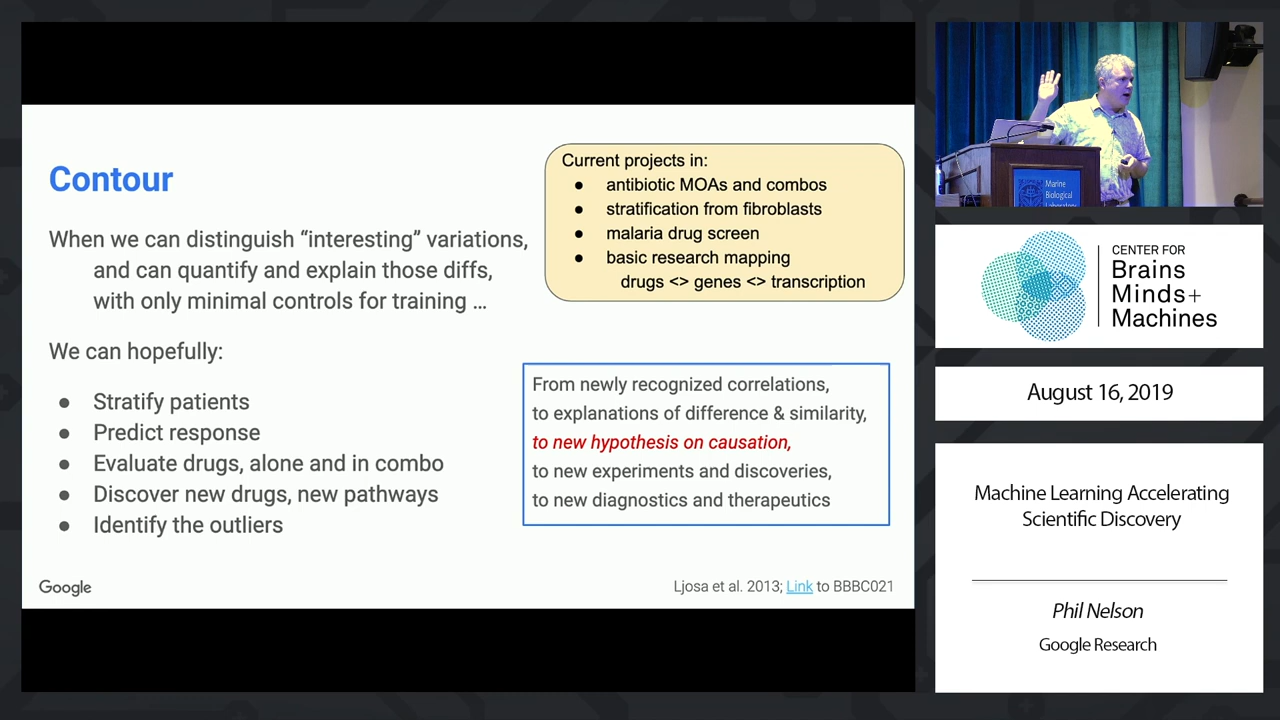 Contour
When we can distinguish “interesting” variations,
and can quantify and explain those diffs,
with only minimal controls for training ...
We can hopefully:
● Stratify patients
● Predict response
● Evaluate drugs, alone and in combo
● Discover new drugs, new pathways
● Identify the outliers
Current projects in:
● antibiotic MOAs and combos
● stratification from fibroblasts
● malaria drug screen
● basic research mapping
drugs <> genes <> transcription
From newly recognized correlations,
to explanations of difference & similarity,
to new hypothesis on causation,
to new experiments and discoveries,
to new diagnostics and therapeutics
Google
Ljosa et al. 2013; Link to BBBC021
Marine
Biological
Laboratory
CENTER FOR
Brains
Minds+
Machines
August 16, 2019
Machine Learning Accelerating
Scientific Discovery
Phil Nelson
Google Research